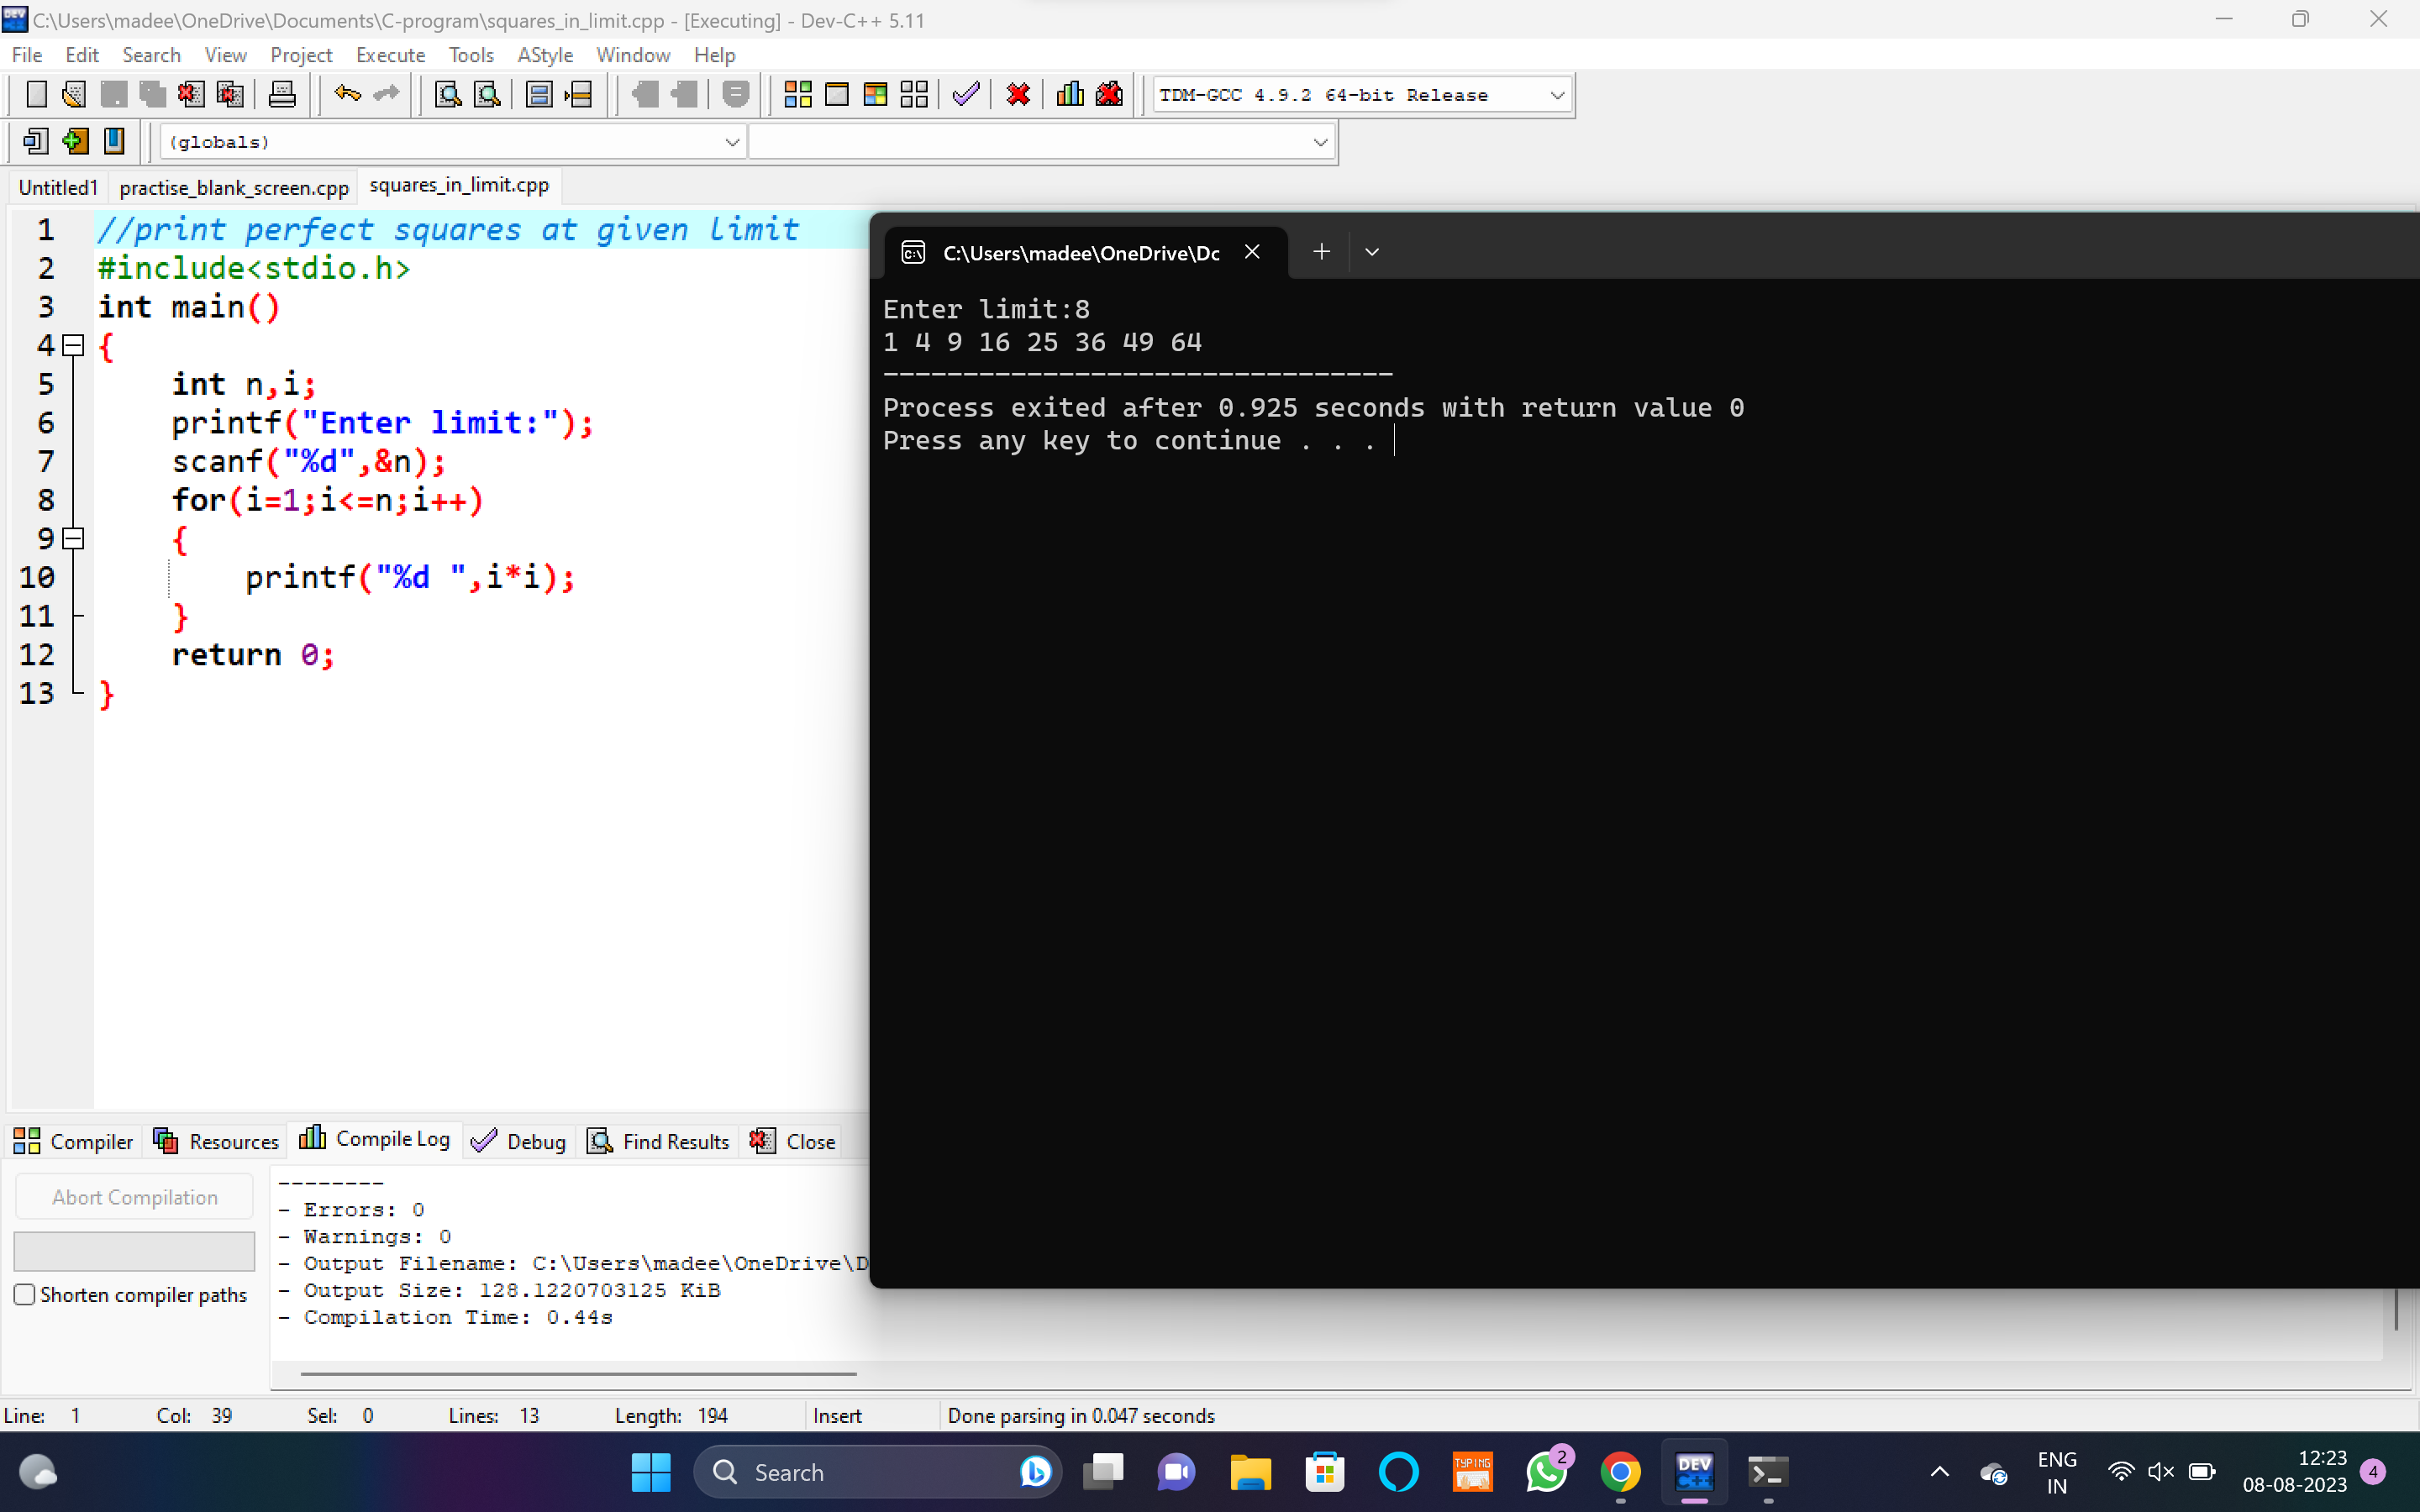 C:\Users\madee\OneDrive\Documents\C-program\squares_in_limit.cpp - [Executing] - Dev-C++ 5.11
File Edit Search View Project Execute Tools AStyle Window Help
TDM-GCC 4.9.2 64-bit Release
(globals)
Untitled1 practise_blank_screen.cpp squares_in_limit.cpp
1 //print perfect squares at given limit
2 #include<stdio.h>
3 int main()
4 {
5 int n,i;
6 printf("Enter limit:");
7 scanf("%d",&n);
8 for(i=1;i<=n;i++)
9 {
10 printf("%d ",i*i);
11 }
12 return 0;
13 }
C:\Users\madee\OneDrive\Dc
Enter limit:8
1 4 9 16 25 36 49 64
--------------------------------
Process exited after 0.925 seconds with return value 0
Press any key to continue . . .
Compiler Resources Compile Log Debug Find Results Close
Abort Compilation
Shorten compiler paths
--------
- Errors: 0
- Warnings: 0
- Output Filename: C:\Users\madee\OneDrive\D
- Output Size: 128.1220703125 KiB
- Compilation Time: 0.44s
Line: 1 Col: 39 Sel: 0 Lines: 13 Length: 194 Insert Done parsing in 0.047 seconds
Search
TYPING
2
DEV C++
ENG
IN
12:23
08-08-2023
4